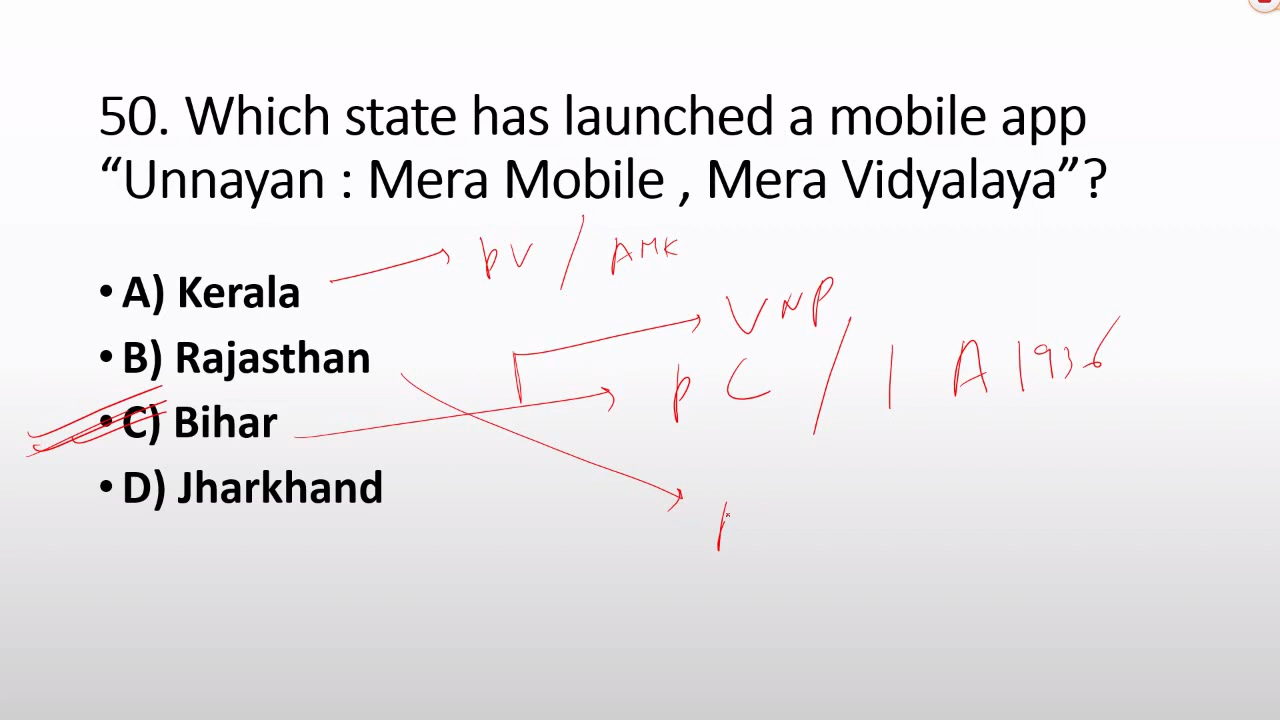 50. Which state has launched a mobile app
“Unnayan : Mera Mobile , Mera Vidyalaya”?
PV / AMK
• A) Kerala
VNP
• B) Rajasthan
PC / 1 A 1936
• C) Bihar
• D) Jharkhand